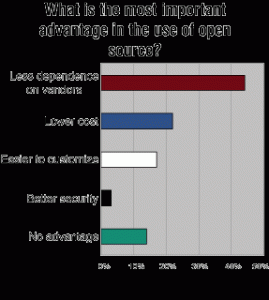 What is the most important
advantage in the use of open
source?
Less dependence
on vendors
Lower cost
Easier to customize
Better security
No advantage
0% 10% 20% 30% 40% 50%